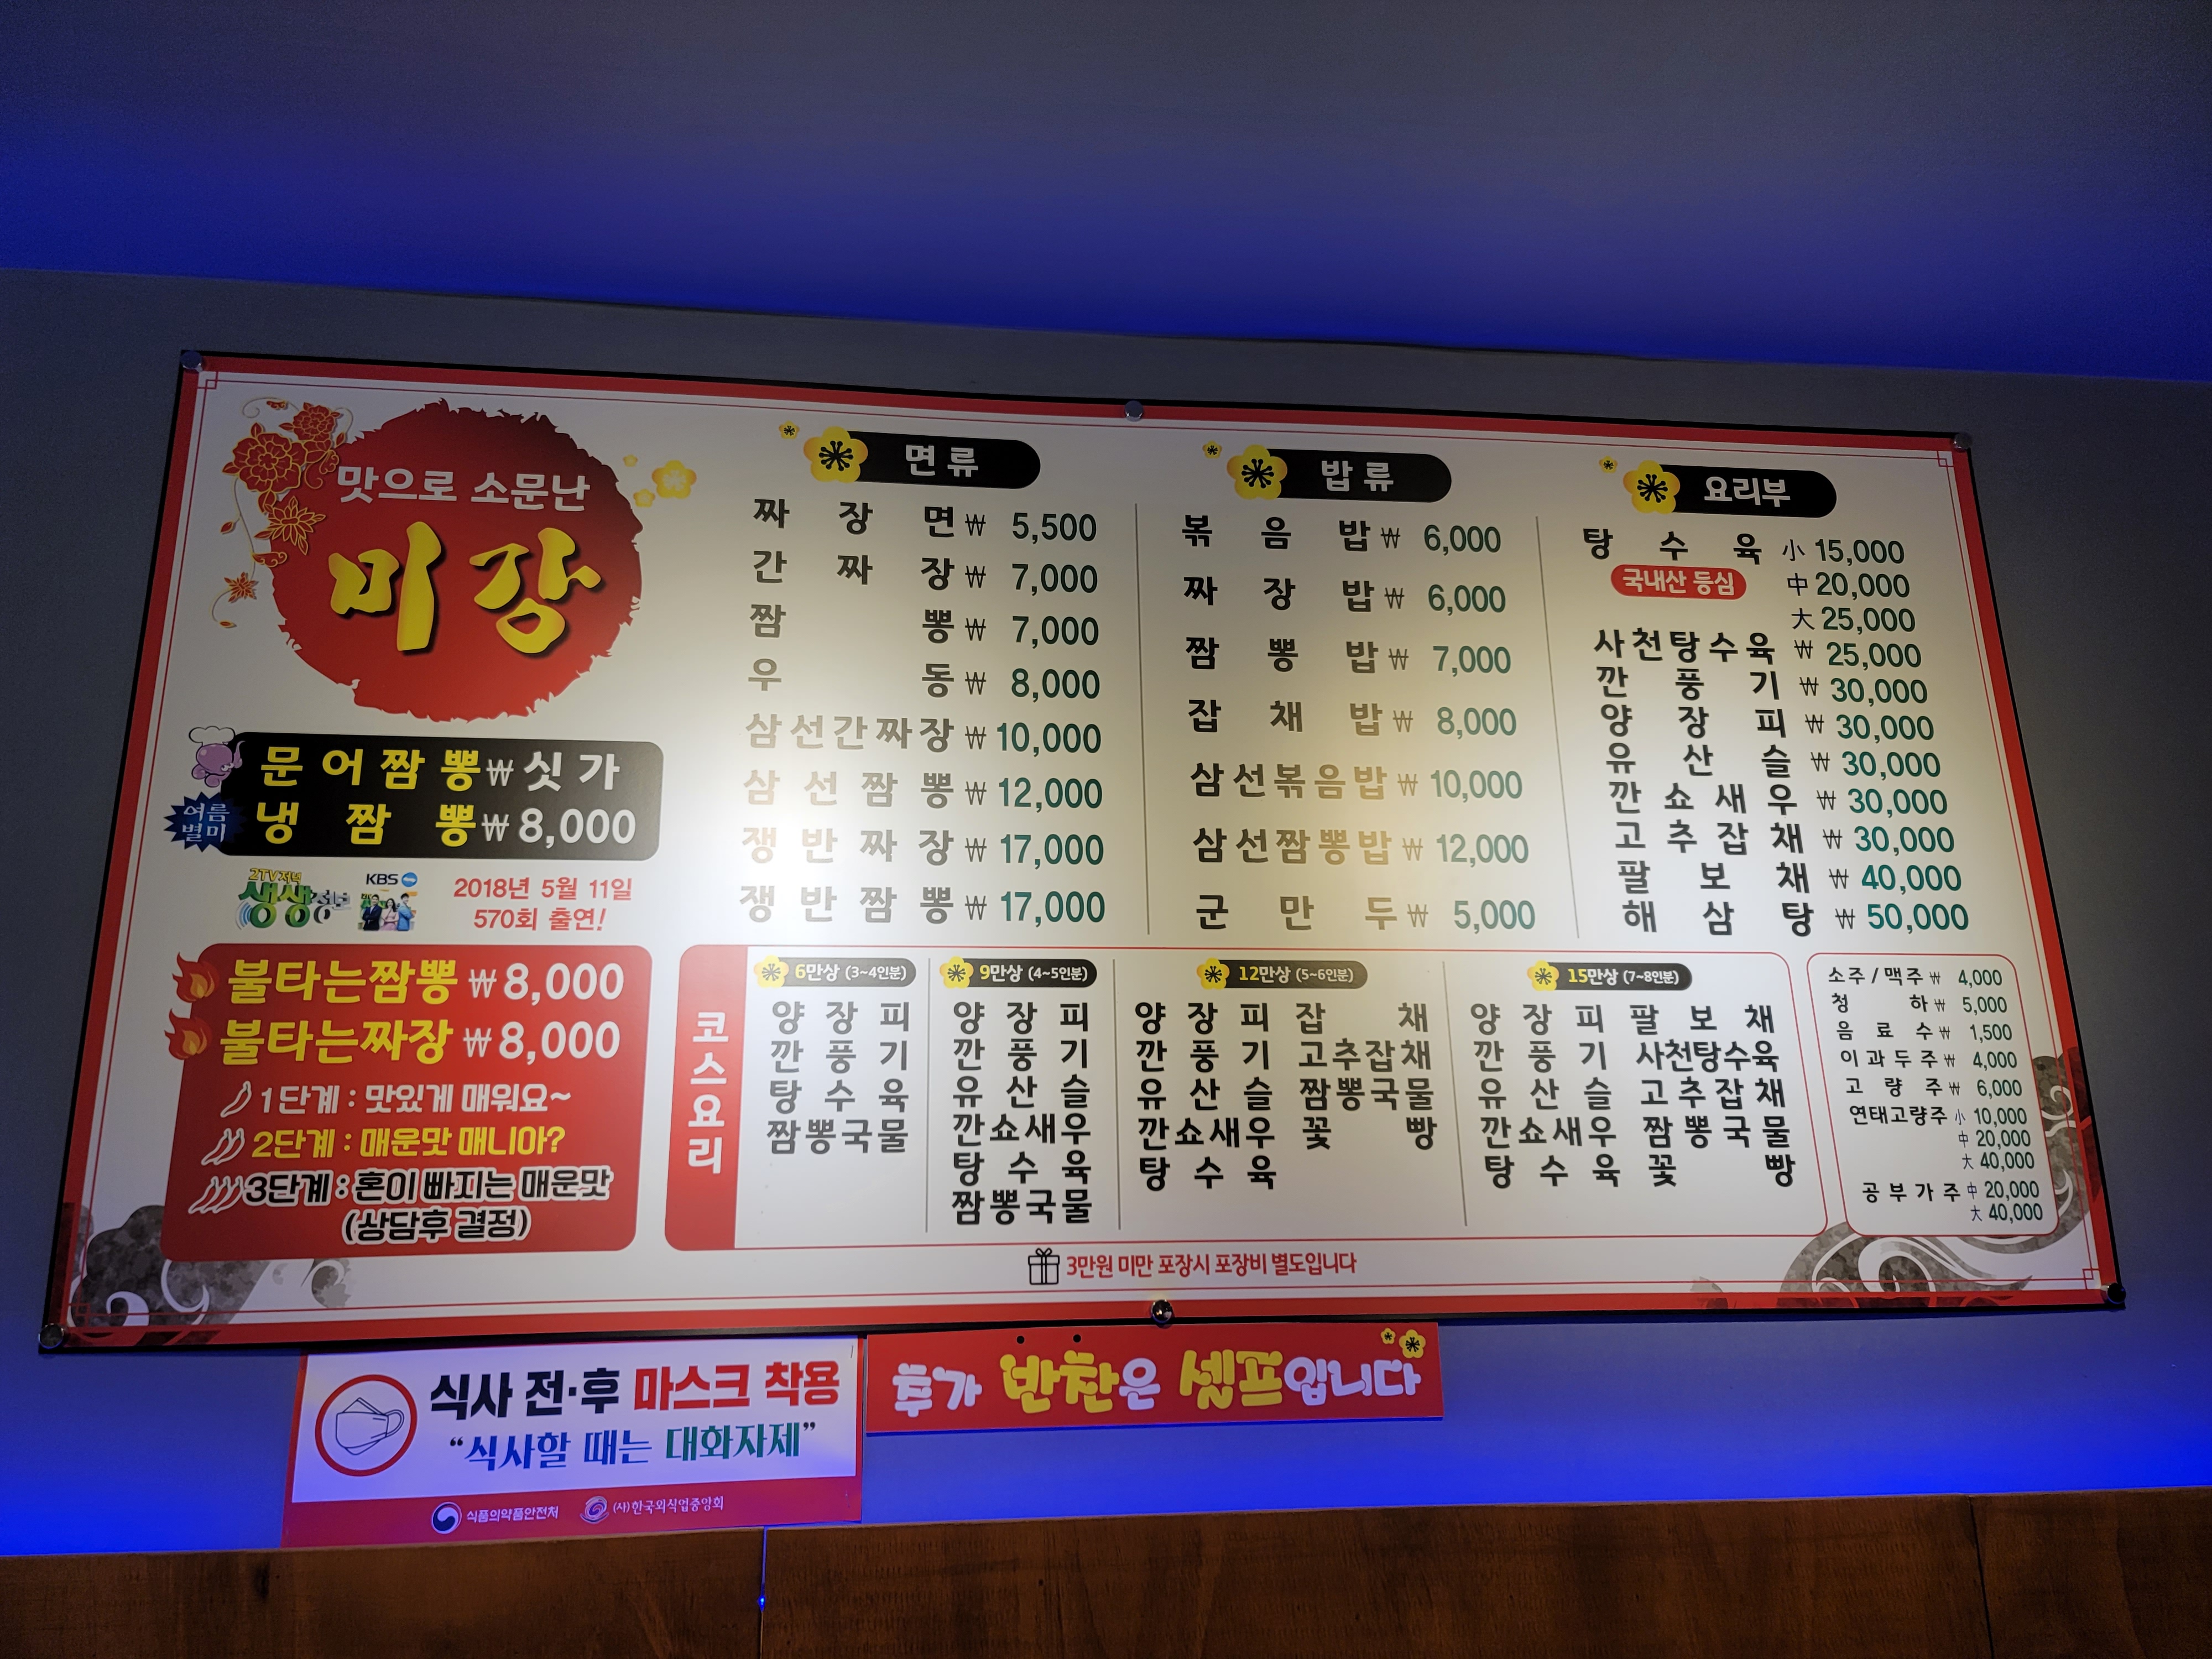 맛으로 소문난
미장
문어짬뽕 ₩ 싯가
여름
별미
냉짬뽕 ₩ 8,000
2TV저녁
생생정보
KBS
2018년 5월 11일
570회 출연!
불타는짬뽕 ₩ 8,000
불타는짜장 ₩ 8,000
1단계 : 맛있게 매워요~
2단계 : 매운맛 매니아?
3단계 : 혼이 빠지는 매운맛
(상담후 결정)
면류
짜장면 ₩ 5,500
간짜장 ₩ 7,000
짬뽕 ₩ 7,000
우동 ₩ 8,000
삼선간짜장 ₩ 10,000
삼선짬뽕 ₩ 12,000
쟁반짜장 ₩ 17,000
쟁반짬뽕 ₩ 17,000
밥류
볶음밥 ₩ 6,000
짜장밥 ₩ 6,000
짬뽕밥 ₩ 7,000
잡채밥 ₩ 8,000
삼선볶음밥 ₩ 10,000
삼선짬뽕밥 ₩ 12,000
군만두 ₩ 5,000
요리부
탕수육 小 15,000
국내산 등심 中 20,000
大 25,000
사천탕수육 ₩ 25,000
깐풍기 ₩ 30,000
양장피 ₩ 30,000
유산슬 ₩ 30,000
깐쇼새우 ₩ 30,000
고추잡채 ₩ 30,000
팔보채 ₩ 40,000
해삼탕 ₩ 50,000
코스요리
6만상 (3~4인분)
양장피
깐풍기
탕수육
짬뽕국물
9만상 (4~5인분)
양장피
깐풍기
유산슬
깐쇼새우
탕수육
짬뽕국물
12만상 (5~6인분)
양장피 잡채
깐풍기 고추잡채
유산슬 짬뽕국물
깐쇼새우 꽃빵
탕수육
15만상 (7~8인분)
양장피 팔보채
깐풍기 사천탕수육
유산슬 고추잡채
깐쇼새우 짬뽕국물
탕수육 꽃빵
소주 / 맥주 ₩ 4,000
청하 ₩ 5,000
음료수 ₩ 1,500
이과두주 ₩ 4,000
고량주 ₩ 6,000
연태고량주 小 10,000
中 20,000
大 40,000
공부가주 中 20,000
大 40,000
3만원 미만 포장시 포장비 별도입니다
식사 전·후 마스크 착용
“식사할 때는 대화자제”
식품의약품안전처 (사)한국외식업중앙회
추가 반찬은 셀프입니다